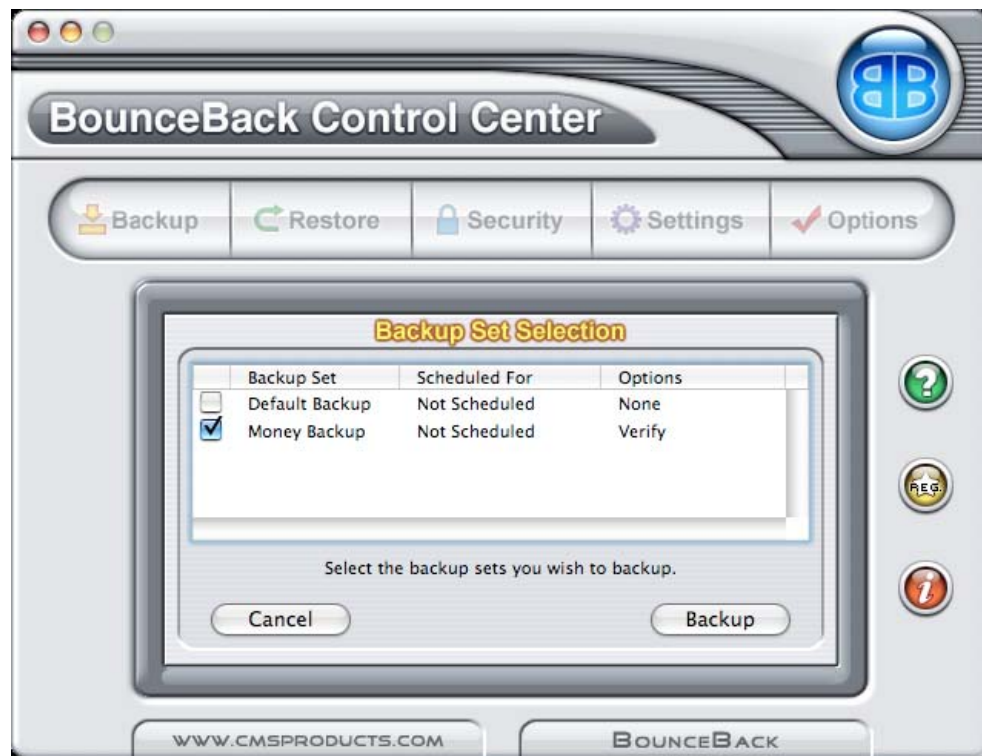 BB
BounceBack Control Center
Backup Restore Security Settings Options
Backup Set Selection
Backup Set Scheduled For Options
Default Backup Not Scheduled None
Money Backup Not Scheduled Verify
Select the backup sets you wish to backup.
Cancel Backup
?
REG.
i
WWW.CMSPRODUCTS.COM BOUNCEBACK